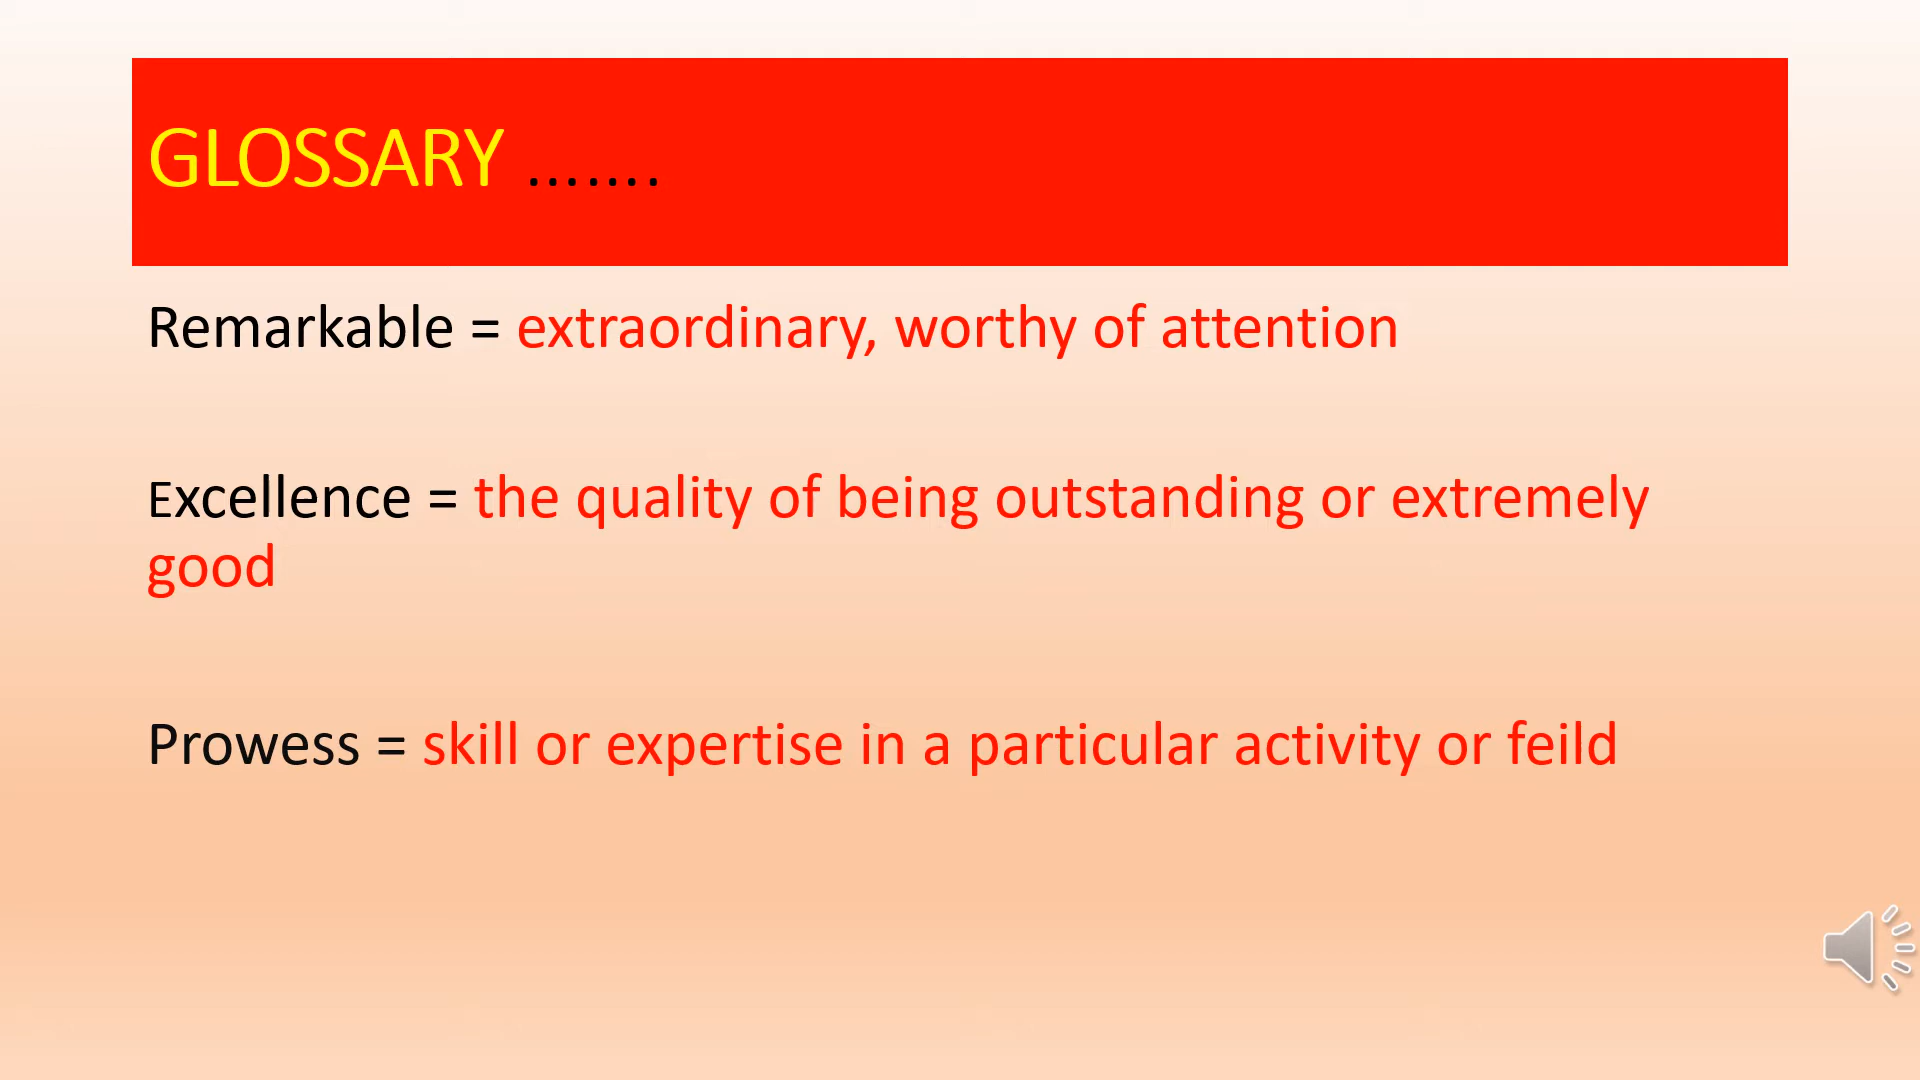 GLOSSARY .......
Remarkable = extraordinary, worthy of attention
Excellence = the quality of being outstanding or extremely
good
Prowess = skill or expertise in a particular activity or feild